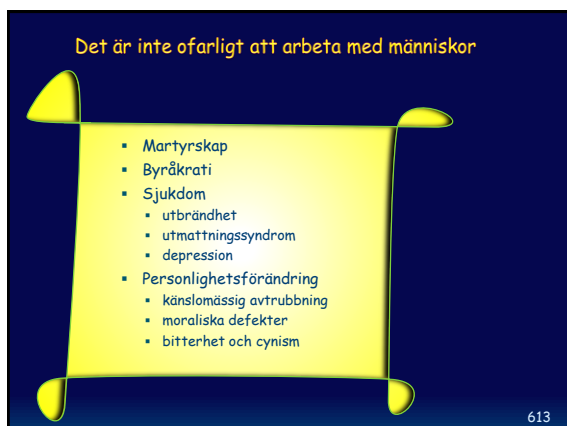 Det är inte ofarligt att arbeta med människor
▪ Martyrskap
▪ Byråkrati
▪ Sjukdom
▪ utbrändhet
▪ utmattningssyndrom
▪ depression
▪ Personlighetsförändring
▪ känslomässig avtrubbning
▪ moraliska defekter
▪ bitterhet och cynism
613